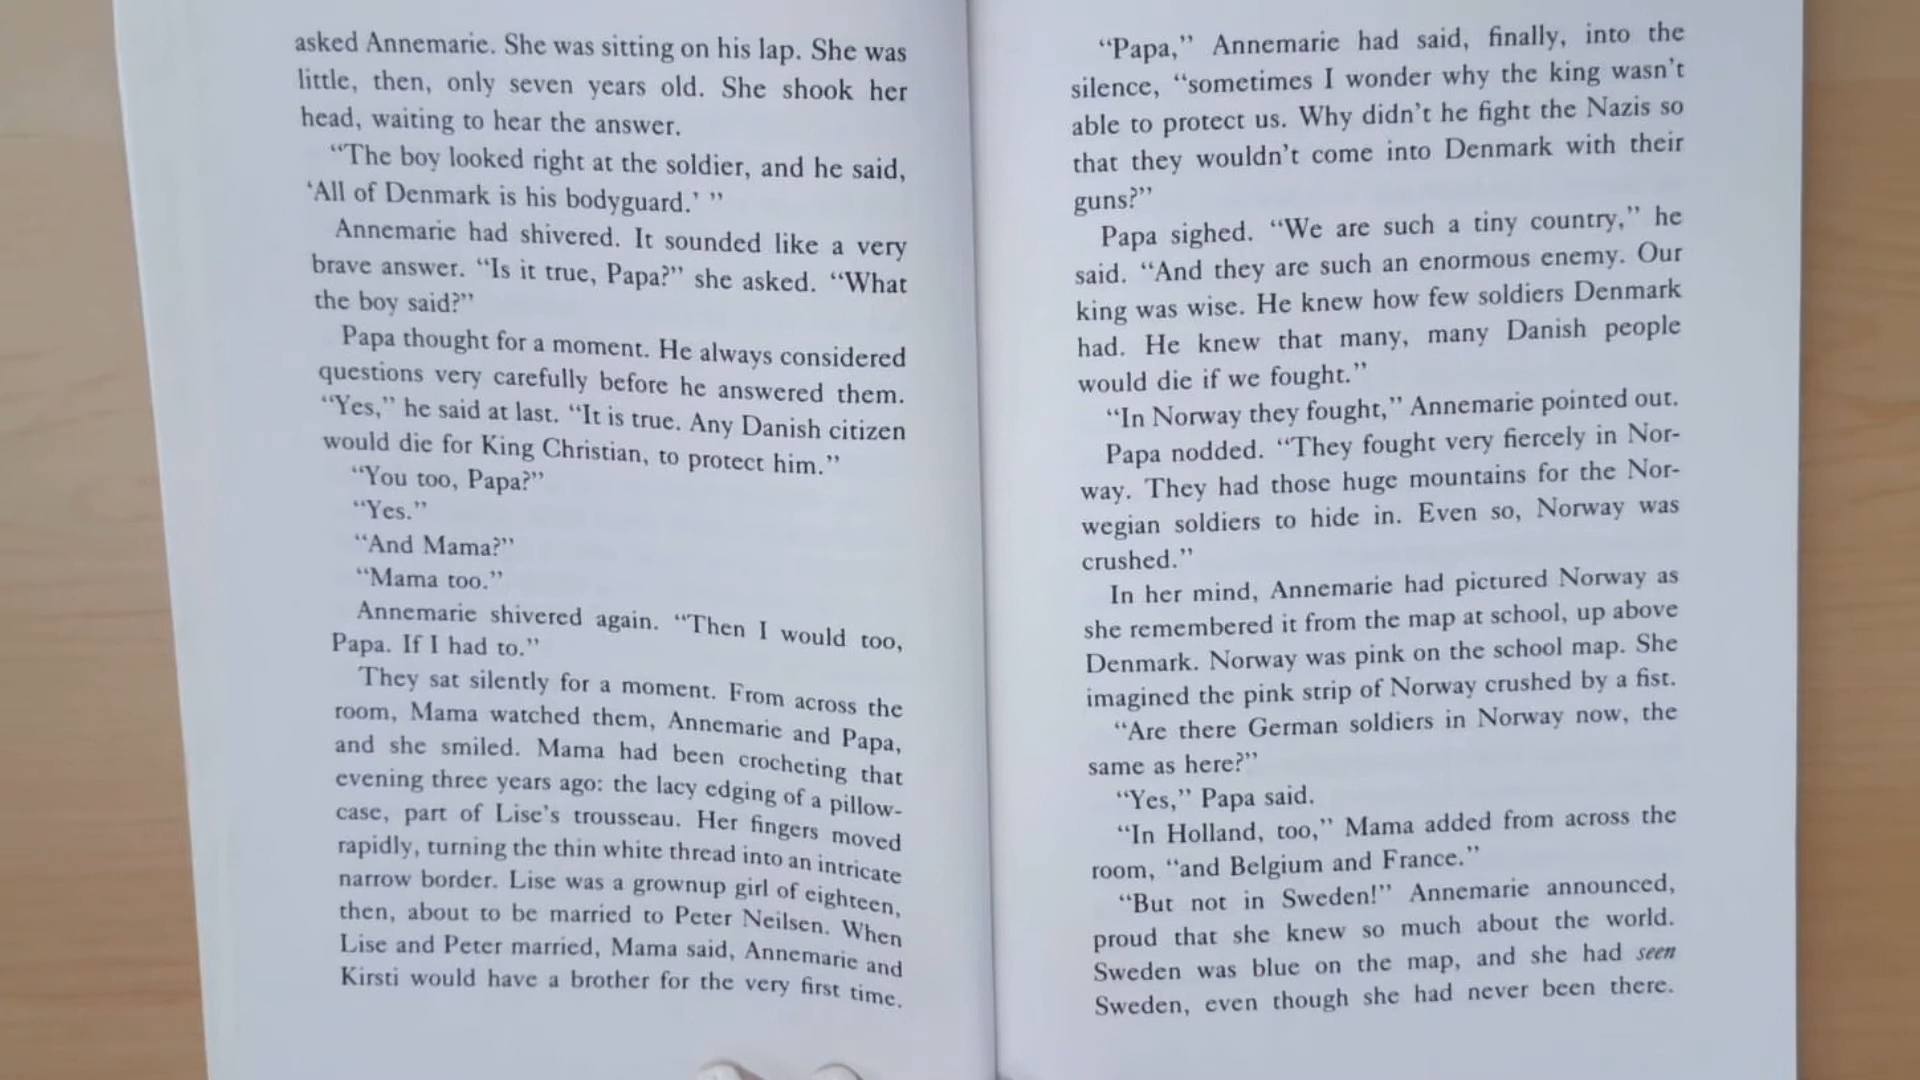 asked Annemarie. She was sitting on his lap. She was
little, then, only seven years old. She shook her
head, waiting to hear the answer.
“The boy looked right at the soldier, and he said,
‘All of Denmark is his bodyguard.’ ”
Annemarie had shivered. It sounded like a very
brave answer. “Is it true, Papa?” she asked. “What
the boy said?”
Papa thought for a moment. He always considered
questions very carefully before he answered them.
“Yes,” he said at last. “It is true. Any Danish citizen
would die for King Christian, to protect him.”
“You too, Papa?”
“Yes.”
“And Mama?”
“Mama too.”
Annemarie shivered again. “Then I would too,
Papa. If I had to.”
They sat silently for a moment. From across the
room, Mama watched them, Annemarie and Papa,
and she smiled. Mama had been crocheting that
evening three years ago: the lacy edging of a pillow-
case, part of Lise’s trousseau. Her fingers moved
rapidly, turning the thin white thread into an intricate
narrow border. Lise was a grownup girl of eighteen,
then, about to be married to Peter Neilsen. When
Lise and Peter married, Mama said, Annemarie and
Kirsti would have a brother for the very first time.
“Papa,” Annemarie had said, finally, into the
silence, “sometimes I wonder why the king wasn’t
able to protect us. Why didn’t he fight the Nazis so
that they wouldn’t come into Denmark with their
guns?”
Papa sighed. “We are such a tiny country,” he
said. “And they are such an enormous enemy. Our
king was wise. He knew how few soldiers Denmark
had. He knew that many, many Danish people
would die if we fought.”
“In Norway they fought,” Annemarie pointed out.
Papa nodded. “They fought very fiercely in Nor-
way. They had those huge mountains for the Nor-
wegian soldiers to hide in. Even so, Norway was
crushed.”
In her mind, Annemarie had pictured Norway as
she remembered it from the map at school, up above
Denmark. Norway was pink on the school map. She
imagined the pink strip of Norway crushed by a fist.
“Are there German soldiers in Norway now, the
same as here?”
“Yes,” Papa said.
“In Holland, too,” Mama added from across the
room, “and Belgium and France.”
“But not in Sweden!” Annemarie announced,
proud that she knew so much about the world.
Sweden was blue on the map, and she had seen
Sweden, even though she had never been there.